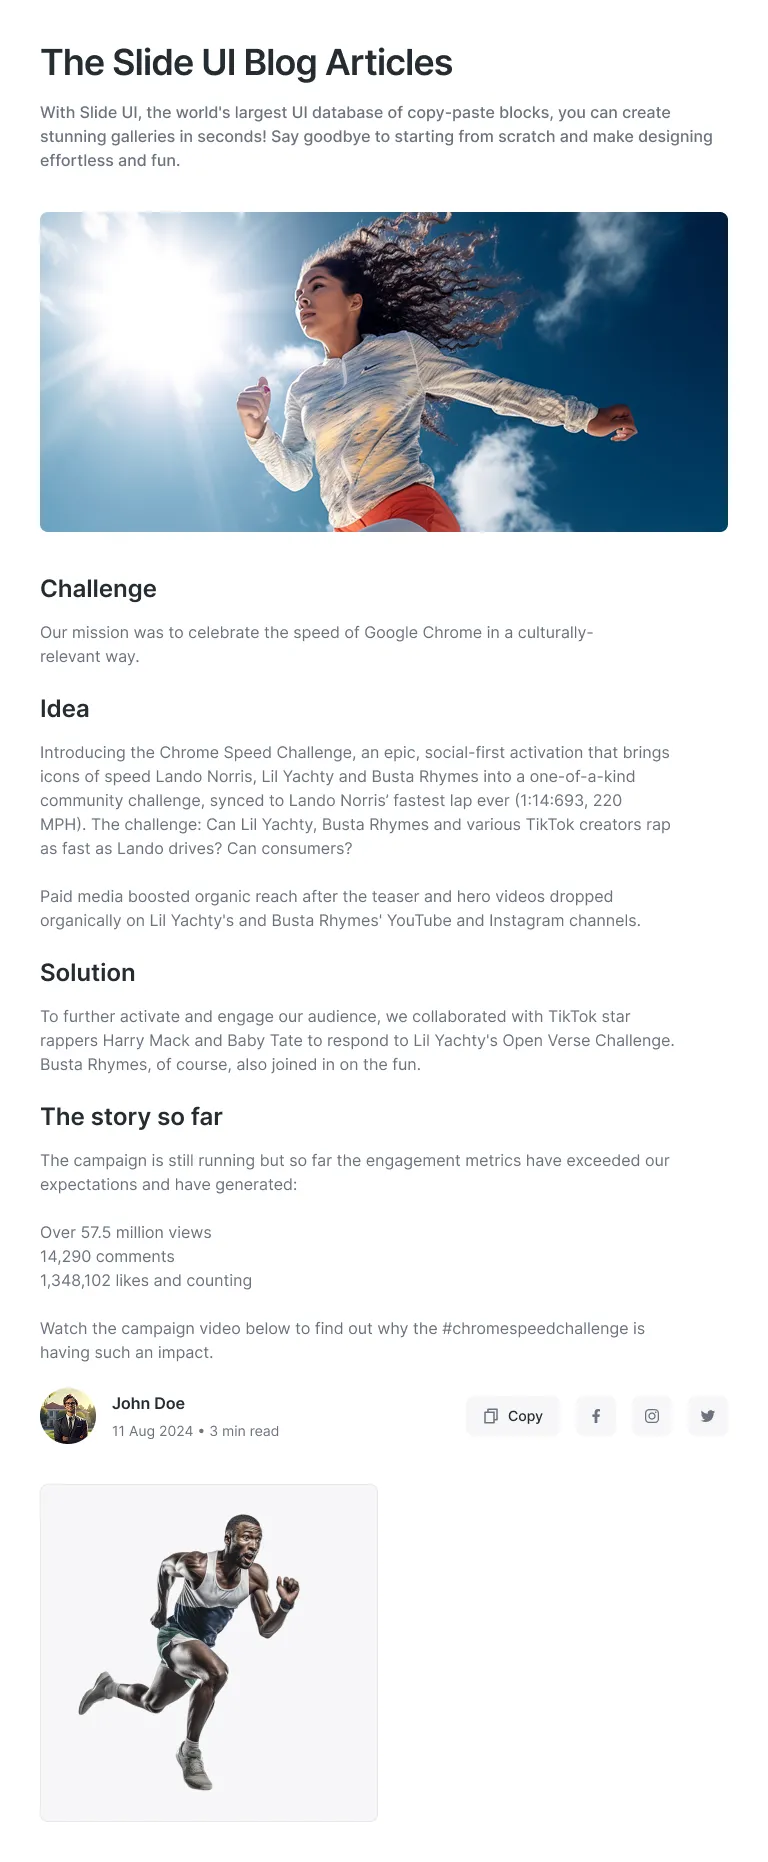 The Slide UI Blog Articles
With Slide UI, the world's largest UI database of copy-paste blocks, you can create
stunning galleries in seconds! Say goodbye to starting from scratch and make designing
effortless and fun.
Challenge
Our mission was to celebrate the speed of Google Chrome in a culturally-
relevant way.
Idea
Introducing the Chrome Speed Challenge, an epic, social-first activation that brings
icons of speed Lando Norris, Lil Yachty and Busta Rhymes into a one-of-a-kind
community challenge, synced to Lando Norris’ fastest lap ever (1:14:693, 220
MPH). The challenge: Can Lil Yachty, Busta Rhymes and various TikTok creators rap
as fast as Lando drives? Can consumers?
Paid media boosted organic reach after the teaser and hero videos dropped
organically on Lil Yachty's and Busta Rhymes' YouTube and Instagram channels.
Solution
To further activate and engage our audience, we collaborated with TikTok star
rappers Harry Mack and Baby Tate to respond to Lil Yachty's Open Verse Challenge.
Busta Rhymes, of course, also joined in on the fun.
The story so far
The campaign is still running but so far the engagement metrics have exceeded our
expectations and have generated:
Over 57.5 million views
14,290 comments
1,348,102 likes and counting
Watch the campaign video below to find out why the #chromespeedchallenge is
having such an impact.
John Doe
11 Aug 2024 • 3 min read
Copy